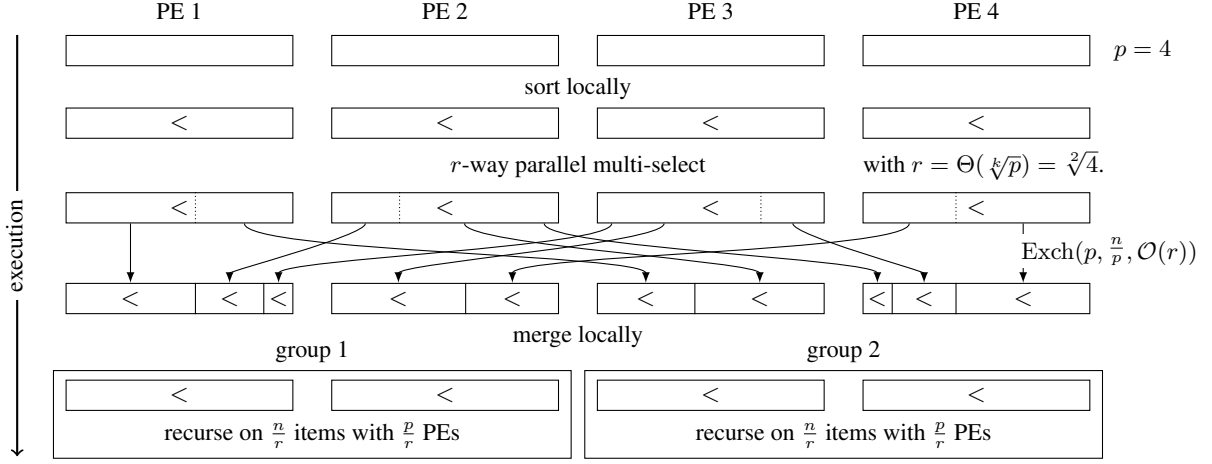 PE 1 PE 2 PE 3 PE 4
p = 4
sort locally
< < < <
r-way parallel multi-select with r = Θ(ᵏ√p) = ²√4.
< < < <
execution
Exch(p, n/p, O(r))
< < < < < < < < < <
merge locally
group 1 group 2
< < < <
recurse on n/r items with p/r PEs recurse on n/r items with p/r PEs